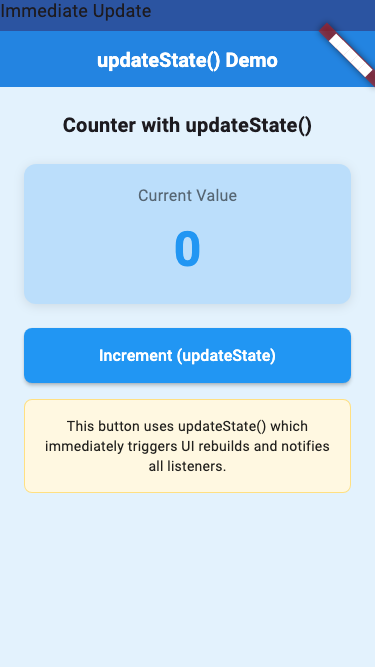 Immediate Update
updateState() Demo
Counter with updateState()
Current Value
0
Increment (updateState)
This button uses updateState() which
immediately triggers UI rebuilds and notifies
all listeners.